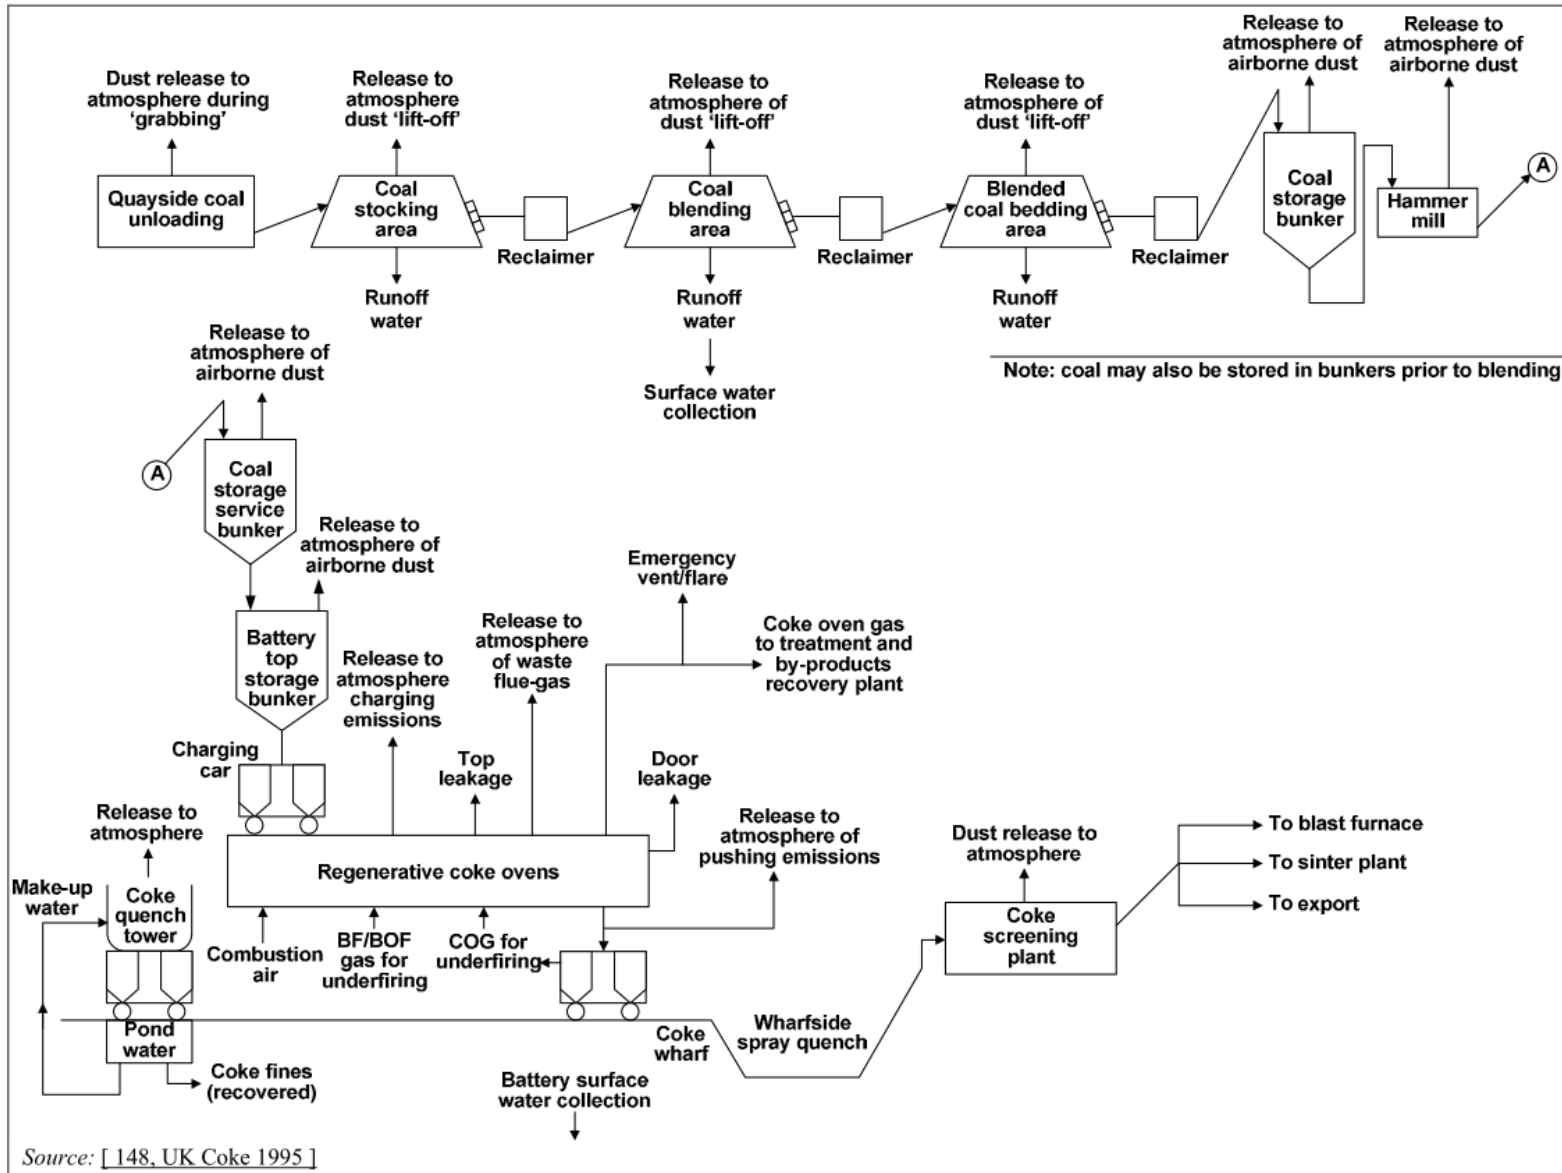 Dust release to
atmosphere during
‘grabbing’
Release to
atmosphere
dust ‘lift-off’
Release to
atmosphere of
dust ‘lift-off’
Release to
atmosphere of
dust ‘lift-off’
Release to
atmosphere of
airborne dust
Release to
atmosphere of
airborne dust
Quayside coal
unloading
Coal
stocking
area
Reclaimer
Coal
blending
area
Reclaimer
Blended
coal bedding
area
Reclaimer
Coal
storage
bunker
Hammer
mill
A
Runoff
water
Runoff
water
Runoff
water
Surface water
collection
Note: coal may also be stored in bunkers prior to blending
Release to
atmosphere of
airborne dust
A
Coal
storage
service
bunker
Release to
atmosphere of
airborne dust
Battery
top
storage
bunker
Charging
car
Release to
atmosphere
charging
emissions
Top
leakage
Release to
atmosphere
of waste
flue-gas
Emergency
vent/flare
Coke oven gas
to treatment and
by-products
recovery plant
Door
leakage
Release to
atmosphere of
pushing emissions
Release to
atmosphere
Make-up
water
Coke
quench
tower
Regenerative coke ovens
Combustion
air
BF/BOF
gas for
underfiring
COG for
underfiring
Pond
water
Coke fines
(recovered)
Coke
wharf
Wharfside
spray quench
Battery surface
water collection
Dust release to
atmosphere
Coke
screening
plant
To blast furnace
To sinter plant
To export
Source: [ 148, UK Coke 1995 ]